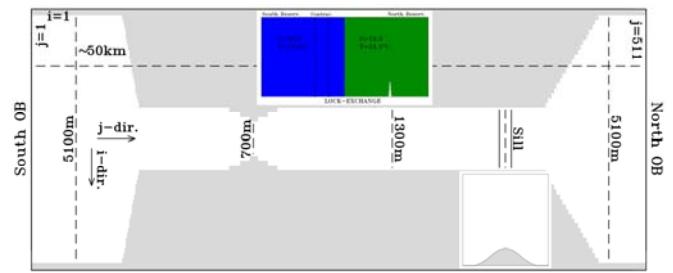 i=1
j=1
~50km
South OB
5100m
j-dir.
i-dir.
South Reserv.
North Reserv.
LOCK-EXCHANGE
700m
1300m
Sill
5100m
j=511
North OB